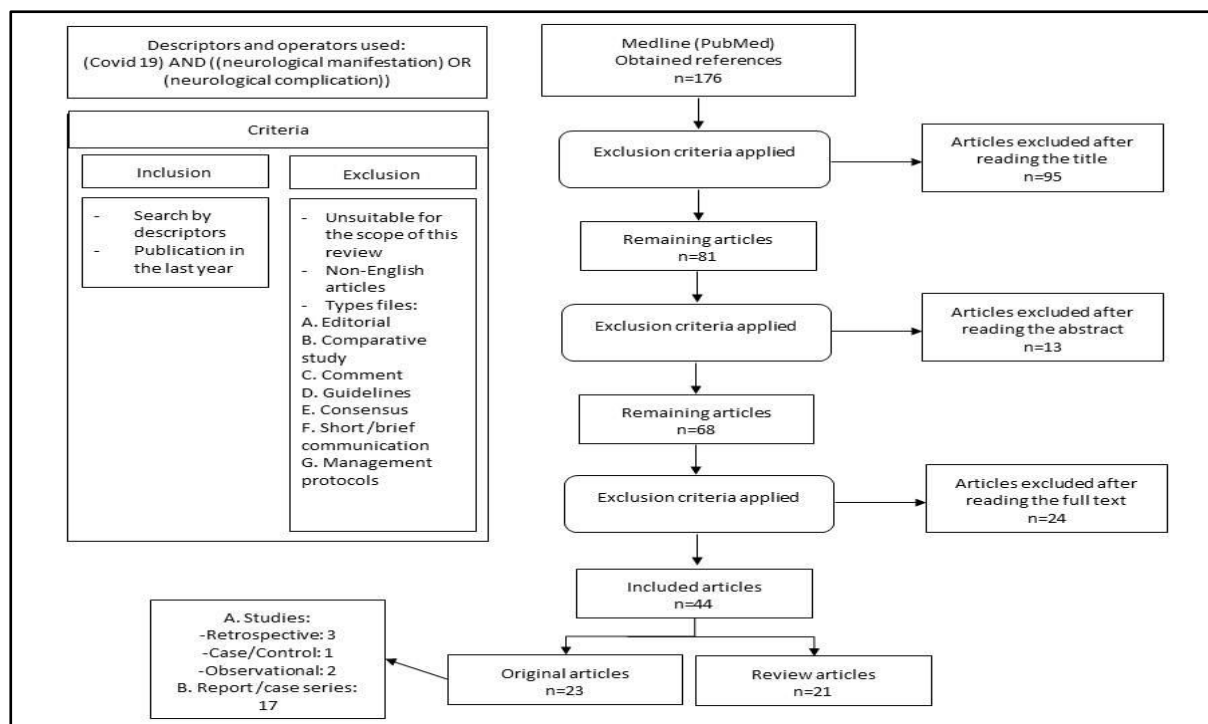 Descriptors and operators used:
(Covid 19) AND ((neurological manifestation) OR
(neurological complication))
Criteria
Inclusion
- Search by
descriptors
- Publication in
the last year
Exclusion
- Unsuitable for
the scope of this
review
- Non-English
articles
- Types files:
A. Editorial
B. Comparative
study
C. Comment
D. Guidelines
E. Consensus
F. Short/brief
communication
G. Management
protocols
Medline (PubMed)
Obtained references
n=176
Exclusion criteria applied
Articles excluded after
reading the title
n=95
Remaining articles
n=81
Exclusion criteria applied
Articles excluded after
reading the abstract
n=13
Remaining articles
n=68
Exclusion criteria applied
Articles excluded after
reading the full text
n=24
Included articles
n=44
Original articles
n=23
Review articles
n=21
A. Studies:
-Retrospective: 3
-Case/Control: 1
-Observational: 2
B. Report/case series:
17